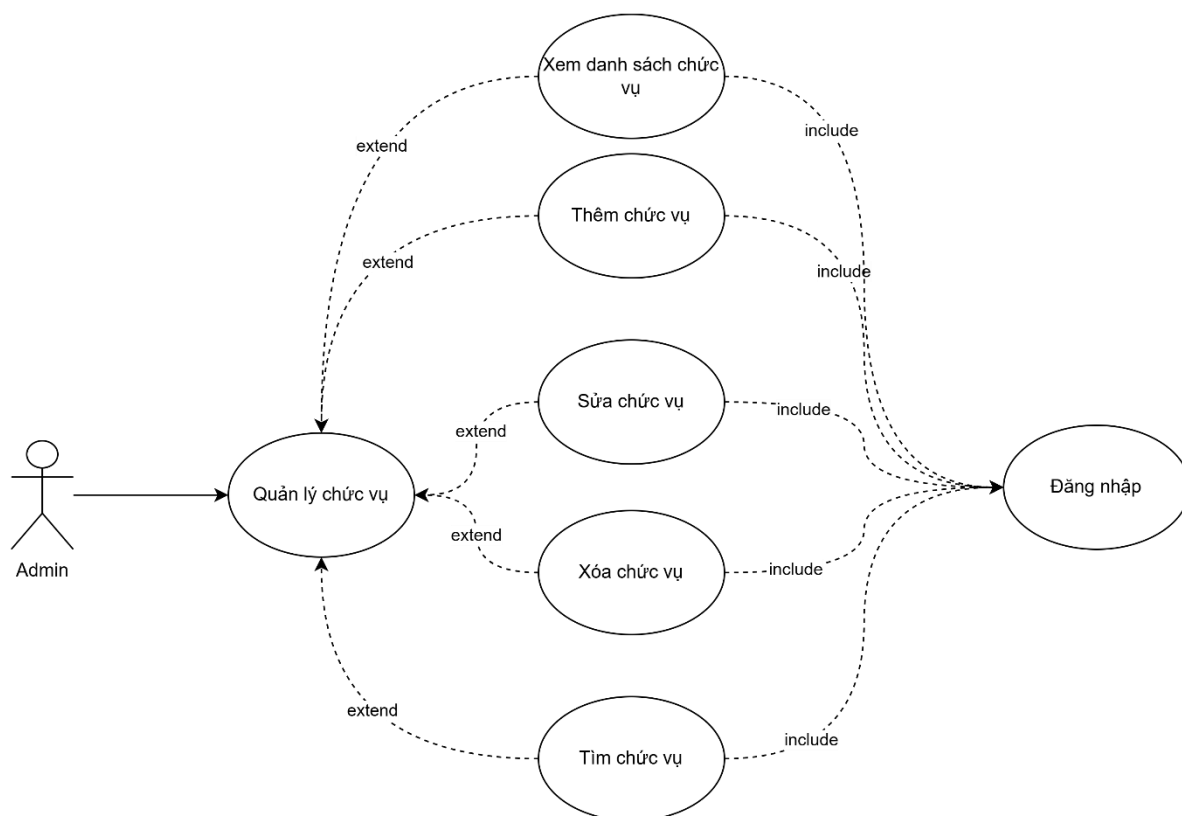 Xem danh sách chức
vụ
extend
include
Thêm chức vụ
extend
include
Sửa chức vụ
extend
include
Quản lý chức vụ
Đăng nhập
Admin
extend
Xóa chức vụ
include
extend
Tìm chức vụ
include